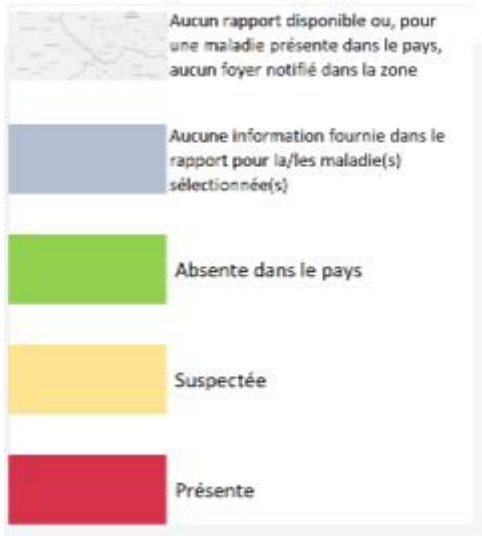 Aucun rapport disponible ou, pour
une maladie présente dans le pays,
aucun foyer notifié dans la zone
Aucune information fournie dans le
rapport pour la/les maladie(s)
sélectionnée(s)
Absente dans le pays
Suspectée
Présente